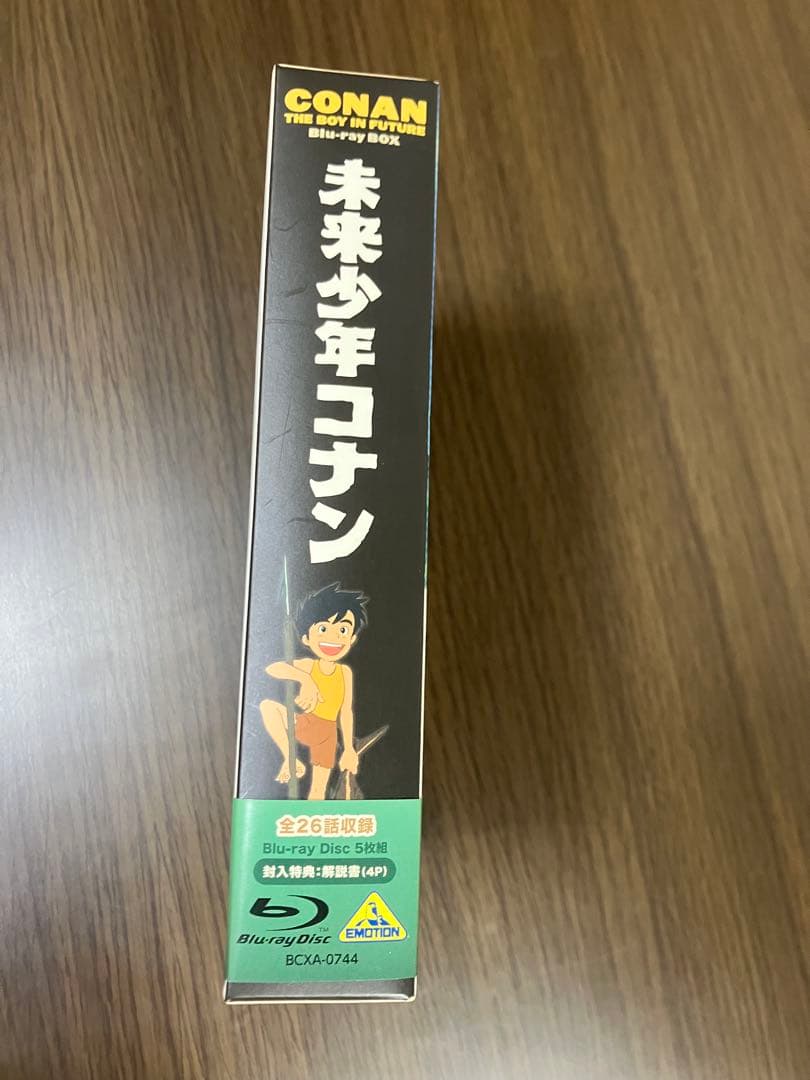 CONAN
THE BOY IN FUTURE
Blu-ray BOX
未来少年コナン
全26話収録
Blu-ray Disc 5枚組
封入特典:解説書(4P)
Blu-ray Disc™
EMOTION
BCXA-0744